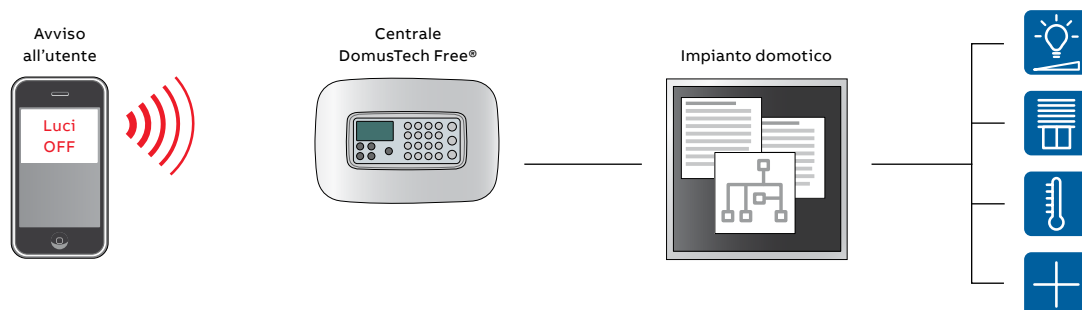 Avviso
all'utente
Luci
OFF
Centrale
DomusTech Free®
Impianto domotico